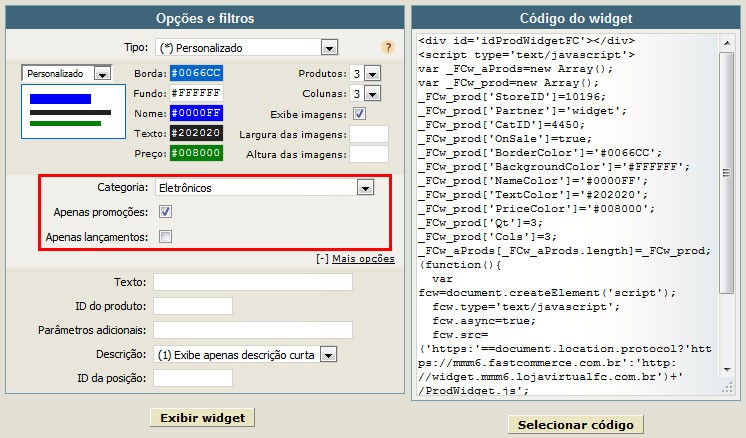 Opções e filtros
Tipo: (*) Personalizado ?
Personalizado
Borda: #0066CC
Fundo: #FFFFFF
Nome: #0000FF
Texto: #202020
Preço: #008000
Produtos: 3
Colunas: 3
Exibe imagens:
Largura das imagens:
Altura das imagens:
Categoria: Eletrônicos
Apenas promoções:
Apenas lançamentos:
[-] Mais opções
Texto:
ID do produto:
Parâmetros adicionais:
Descrição: (1) Exibe apenas descrição curta
ID da posição:
Exibir widget
Código do widget
<div id='idProdWidgetFC'></div>
<script type='text/javascript'>
var _FCw_aProds=new Array();
var _FCw_prod=new Array();
_FCw_prod['StoreID']=10196;
_FCw_prod['Partner']='widget';
_FCw_prod['CatID']=4450;
_FCw_prod['OnSale']=true;
_FCw_prod['BorderColor']='#0066CC';
_FCw_prod['BackgroundColor']='#FFFFFF';
_FCw_prod['NameColor']='#0000FF';
_FCw_prod['TextColor']='#202020';
_FCw_prod['PriceColor']='#008000';
_FCw_prod['Qt']=3;
_FCw_prod['Cols']=3;
_FCw_aProds[_FCw_aProds.length]=_FCw_prod;
(function(){
var
fcw=document.createElement('script');
fcw.type='text/javascript';
fcw.async=true;
fcw.src=
('https:'==document.location.protocol?'htt
ps://mmm6.fastcommerce.com.br':'http:
//widget.mmm6.lojavirtualfc.com.br')+'
/ProdWidget.js';
Selecionar código